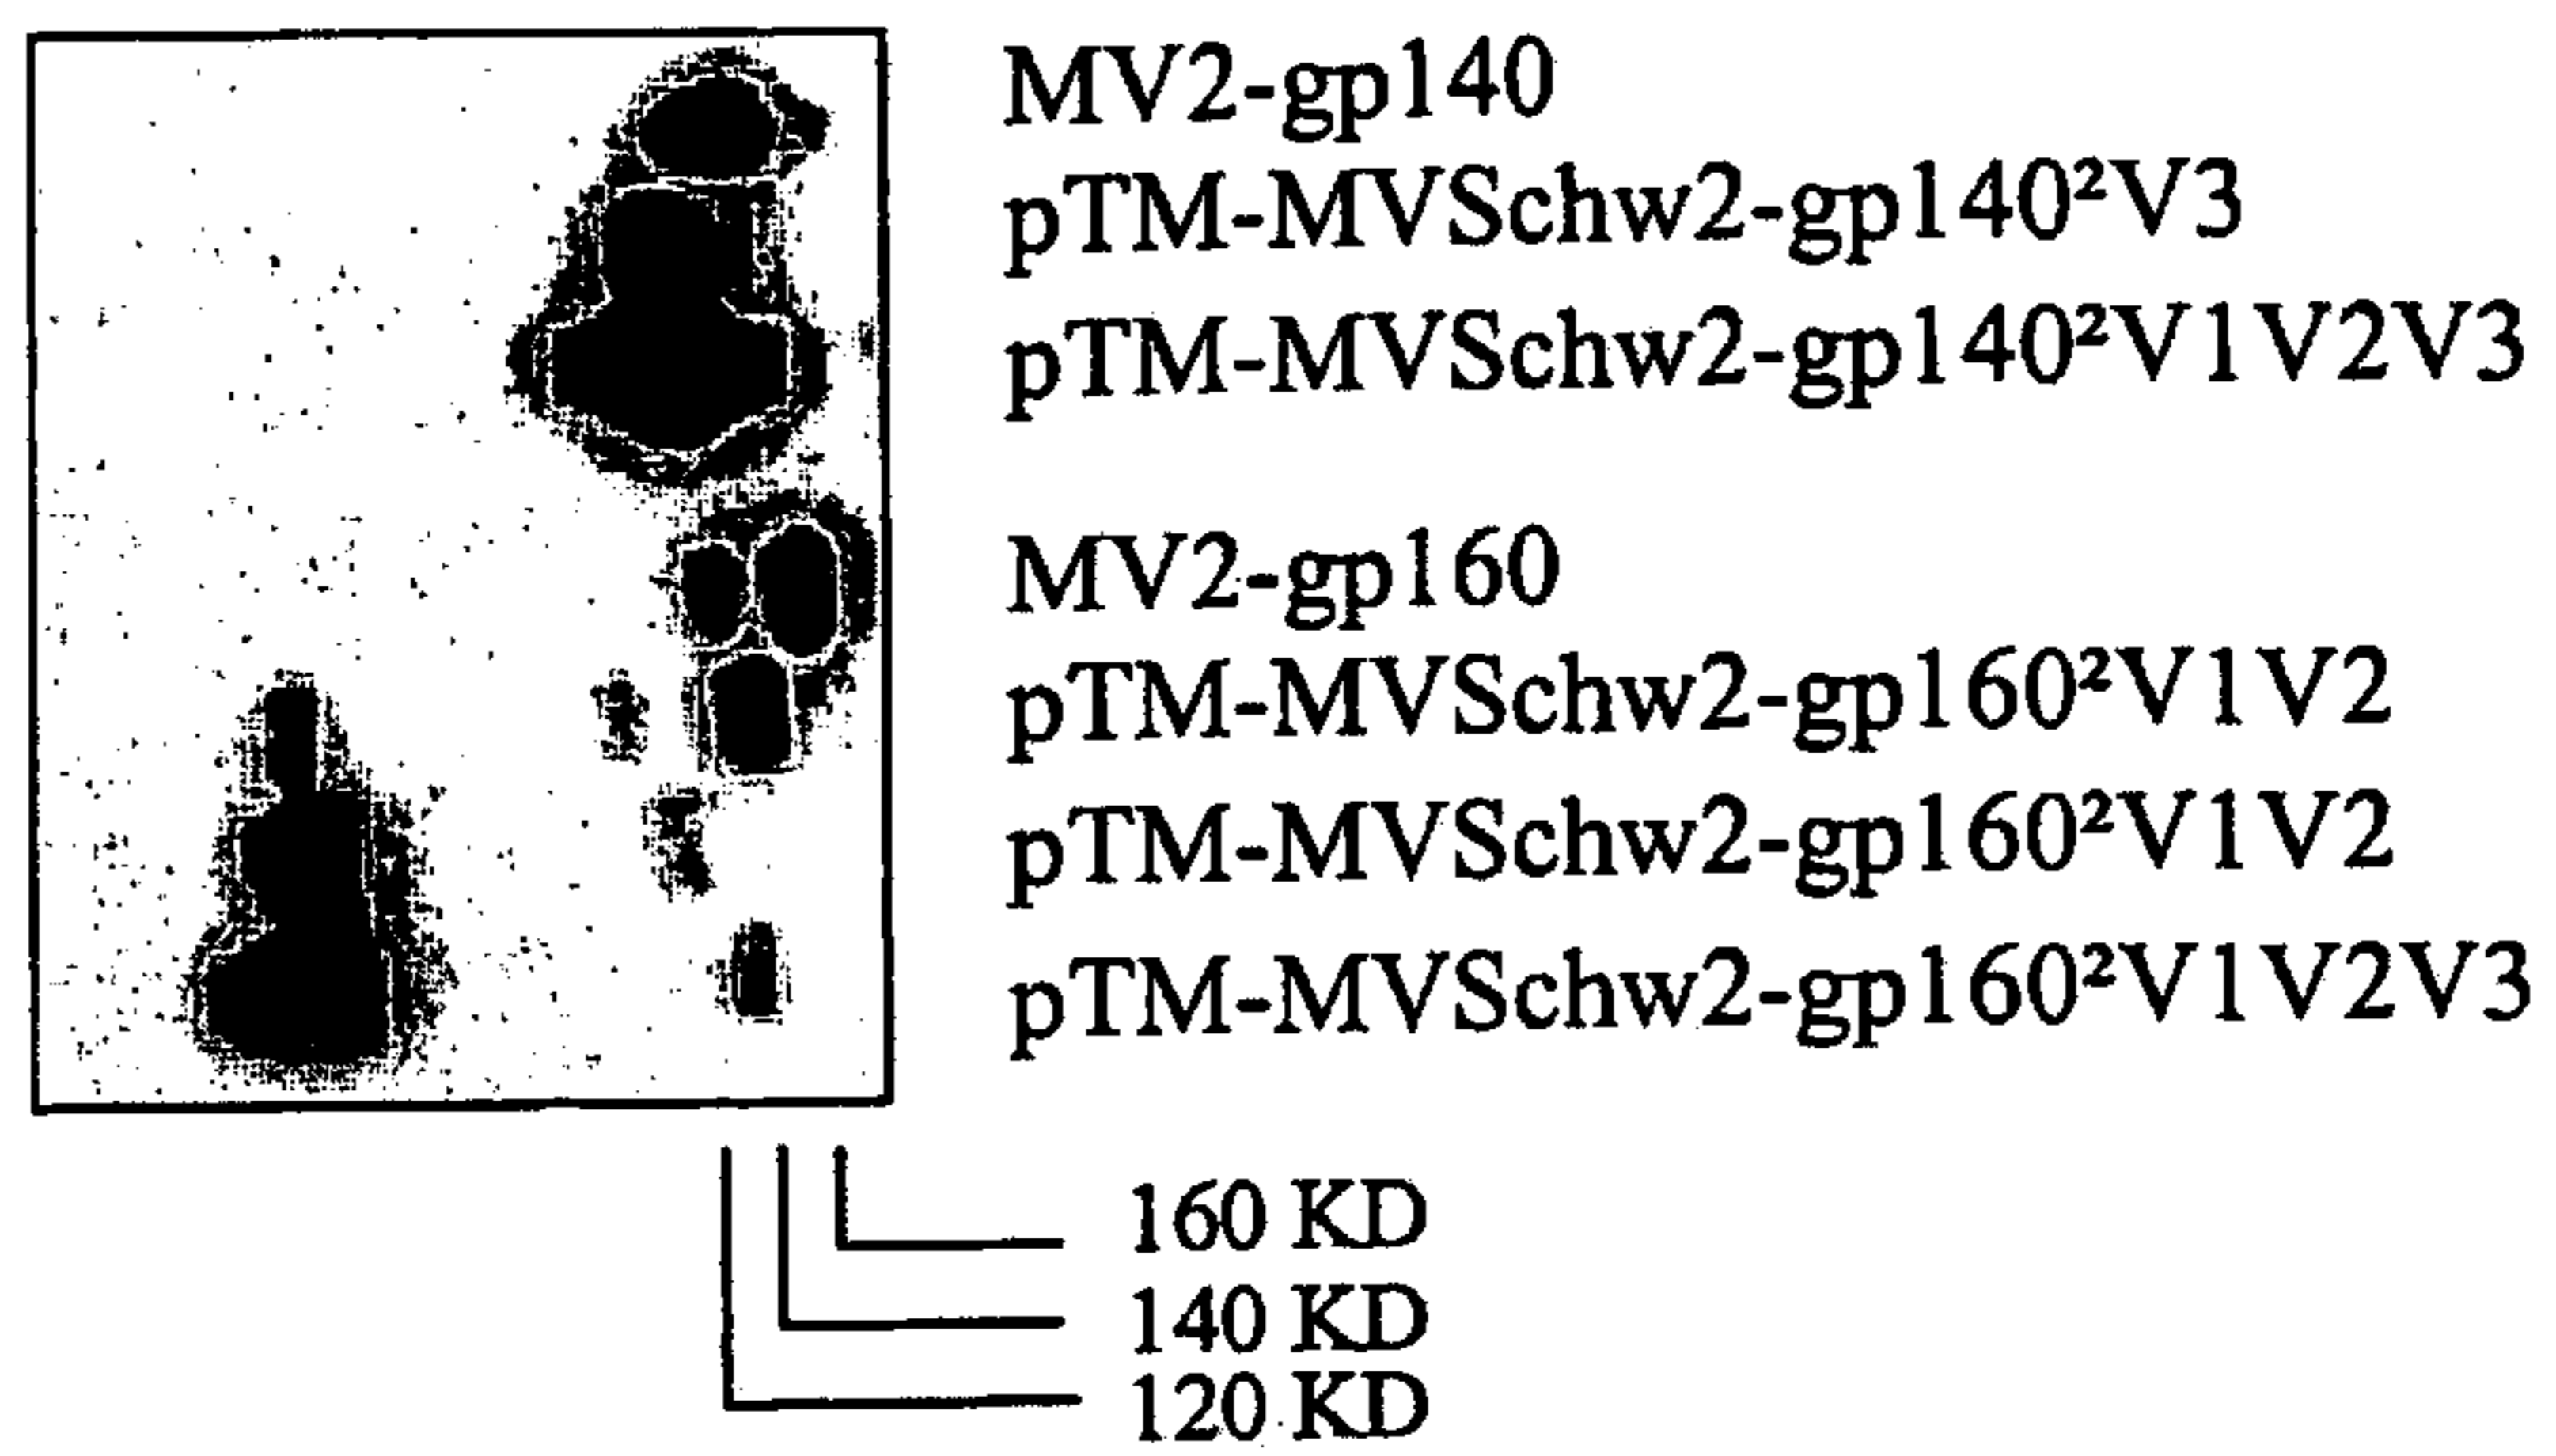 MV2-gp140
pTM-MVSchw2-gp140²V3
pTM-MVSchw2-gp140²V1V2V3
MV2-gp160
pTM-MVSchw2-gp160²V1V2
pTM-MVSchw2-gp160²V1V2
pTM-MVSchw2-gp160²V1V2V3
160 KD
140 KD
120 KD